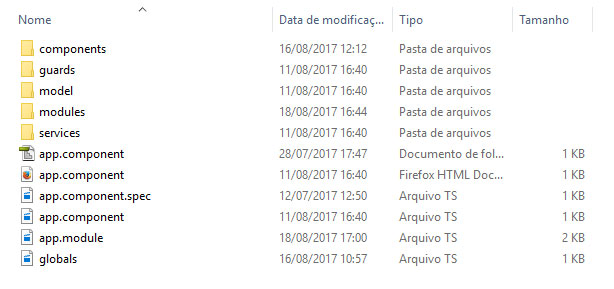 Nome Data de modificaç... Tipo Tamanho
components 16/08/2017 12:12 Pasta de arquivos
guards 11/08/2017 16:40 Pasta de arquivos
model 11/08/2017 16:40 Pasta de arquivos
modules 18/08/2017 16:44 Pasta de arquivos
services 11/08/2017 16:40 Pasta de arquivos
app.component 28/07/2017 17:47 Documento de fol... 1 KB
app.component 11/08/2017 16:40 Firefox HTML Doc... 1 KB
app.component.spec 12/07/2017 12:50 Arquivo TS 1 KB
app.component 11/08/2017 16:40 Arquivo TS 1 KB
app.module 18/08/2017 17:00 Arquivo TS 2 KB
globals 16/08/2017 10:57 Arquivo TS 1 KB